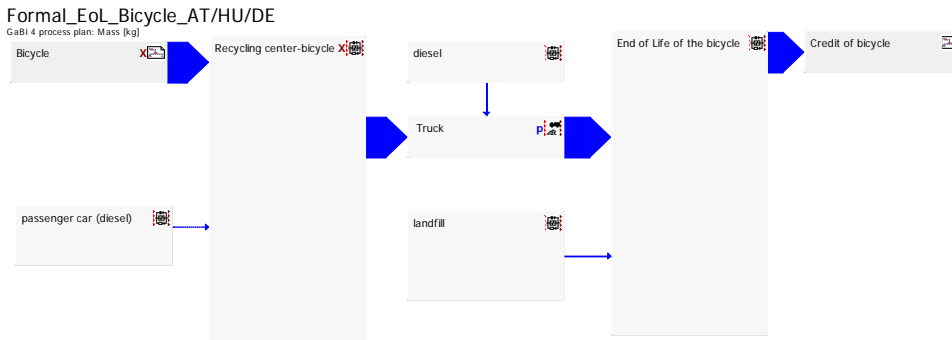 Formal_EoL_Bicycle_AT/HU/DE
GaBi 4 process plan: Mass [kg]
Bicycle X
Recycling center-bicycle X
diesel
End of Life of the bicycle
Credit of bicycle
Truck p
passenger car (diesel)
landfill